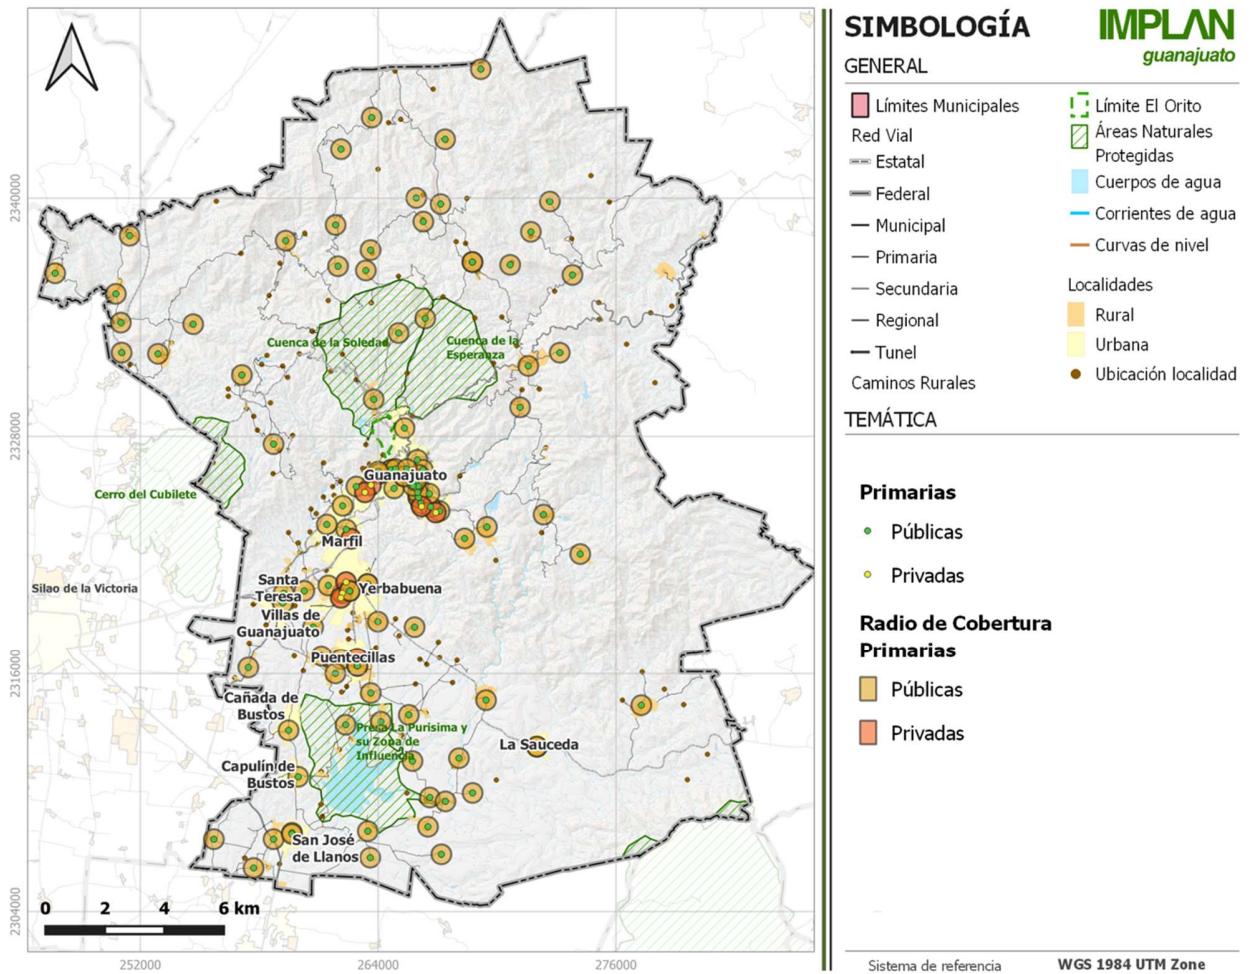 SIMBOLOGÍA
IMPLAN
guanajuato
GENERAL
Límites Municipales
Red Vial
Estatal
Federal
Municipal
Primaria
Secundaria
Regional
Tunel
Caminos Rurales
Límite El Orito
Áreas Naturales
Protegidas
Cuerpos de agua
Corrientes de agua
Curvas de nivel
Localidades
Rural
Urbana
Ubicación localidad
TEMÁTICA
Primarias
Públicas
Privadas
Radio de Cobertura
Primarias
Públicas
Privadas
Sistema de referencia
WGS 1984 UTM Zone
2340000
2328000
2316000
2304000
Cuenca de la Soledad
Cuenca de la
Esperanza
Guanajuato
Cerro del Cubilete
Marfil
Silao de la Victoria
Santa
Teresa
Yerbabuena
Villas de
Guanajuato
Puentecillas
Cañada de
Bustos
Presa La Purisima y
su Zona de
Influencia
La Sauceda
Capulín de
Bustos
San José
de Llanos
0 2 4 6 km
252000
264000
276000